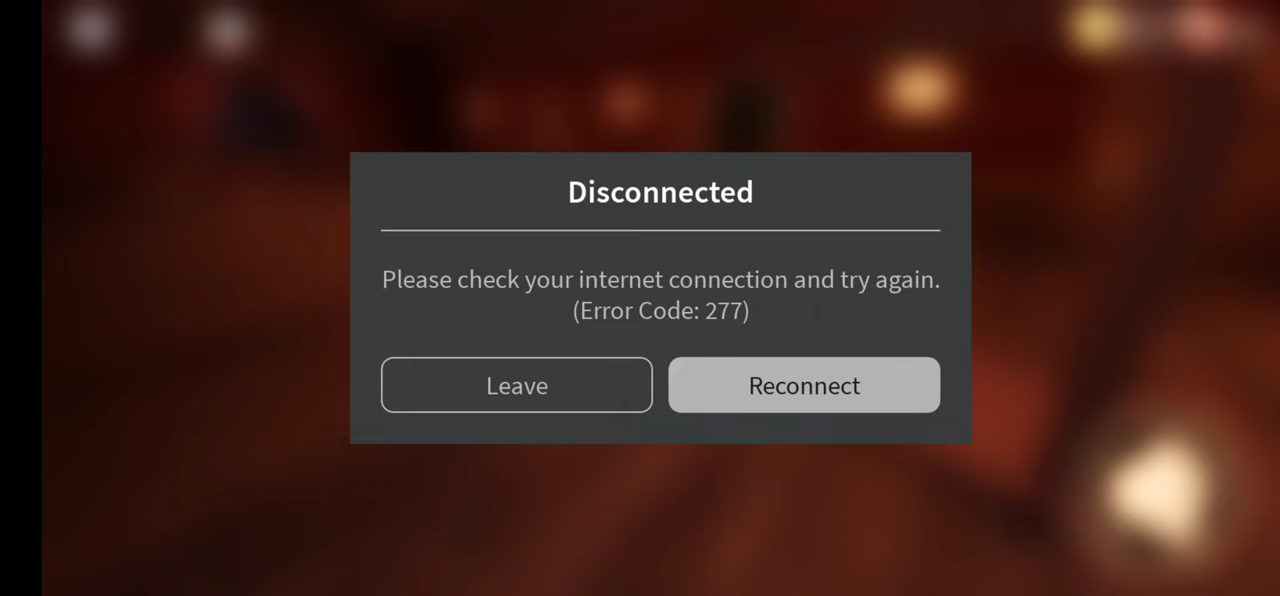 Disconnected
Please check your internet connection and try again.
(Error Code: 277)
Leave
Reconnect